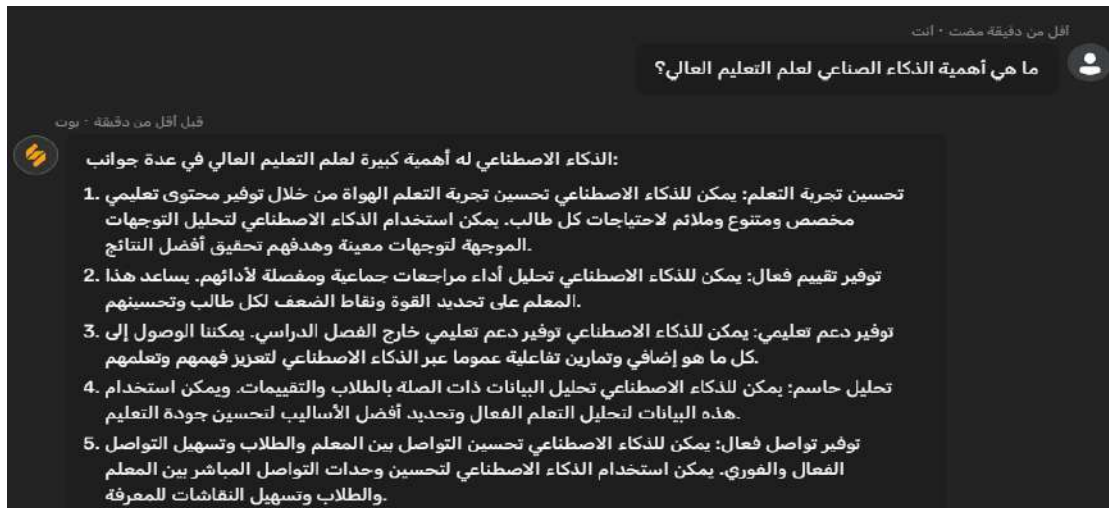 أقل من دقيقة مضت · انت
ما هي أهمية الذكاء الصناعي لعلم التعليم العالي؟
قبل أقل من دقيقة · بوت
الذكاء الاصطناعي له أهمية كبيرة لعلم التعليم العالي في عدة جوانب:
1. تحسين تجربة التعلم: يمكن للذكاء الاصطناعي تحسين تجربة التعلم الهواة من خلال توفير محتوى تعليمي
مخصص ومتنوع وملائم لاحتياجات كل طالب. يمكن استخدام الذكاء الاصطناعي لتحليل التوجهات
الموجهة لتوجهات معينة وهدفهم تحقيق أفضل النتائج.
2. توفير تقييم فعال: يمكن للذكاء الاصطناعي تحليل أداء مراجعات جماعية ومفصلة لأدائهم. يساعد هذا
المعلم على تحديد القوة ونقاط الضعف لكل طالب وتحسينهم.
3. توفير دعم تعليمي: يمكن للذكاء الاصطناعي توفير دعم تعليمي خارج الفصل الدراسي. يمكننا الوصول إلى
كل ما هو إضافي وتمارين تفاعلية عموما عبر الذكاء الاصطناعي لتعزيز فهمهم وتعلمهم.
4. تحليل حاسم: يمكن للذكاء الاصطناعي تحليل البيانات ذات الصلة بالطلاب والتقييمات. ويمكن استخدام
هذه البيانات لتحليل التعلم الفعال وتحديد أفضل الأساليب لتحسين جودة التعليم.
5. توفير تواصل فعال: يمكن للذكاء الاصطناعي تحسين التواصل بين المعلم والطلاب وتسهيل التواصل
الفعال والفوري. يمكن استخدام الذكاء الاصطناعي لتحسين وحدات التواصل المباشر بين المعلم
والطلاب وتسهيل النقاشات للمعرفة.